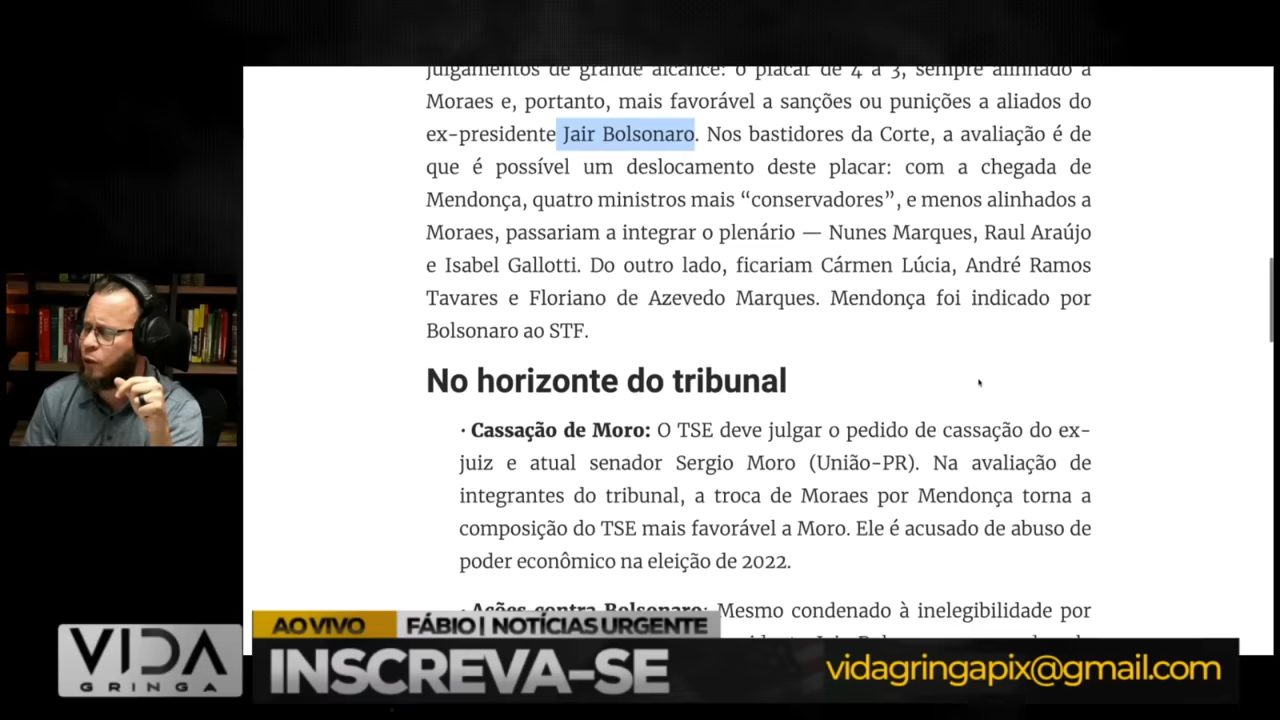 julgamentos de grande alcance: o placar de 4 a 3, sempre alinhado a
Moraes e, portanto, mais favorável a sanções ou punições a aliados do
ex-presidente Jair Bolsonaro. Nos bastidores da Corte, a avaliação é de
que é possível um deslocamento deste placar: com a chegada de
Mendonça, quatro ministros mais “conservadores”, e menos alinhados a
Moraes, passariam a integrar o plenário — Nunes Marques, Raul Araújo
e Isabel Gallotti. Do outro lado, ficariam Cármen Lúcia, André Ramos
Tavares e Floriano de Azevedo Marques. Mendonça foi indicado por
Bolsonaro ao STF.
No horizonte do tribunal
· Cassação de Moro: O TSE deve julgar o pedido de cassação do ex-
juiz e atual senador Sergio Moro (União-PR). Na avaliação de
integrantes do tribunal, a troca de Moraes por Mendonça torna a
composição do TSE mais favorável a Moro. Ele é acusado de abuso de
poder econômico na eleição de 2022.
· Ações contra Bolsonaro: Mesmo condenado à inelegibilidade por
AO VIVO FÁBIO | NOTÍCIAS URGENTE
VIDA
GRINGA
INSCREVA-SE
vidagringapix@gmail.com